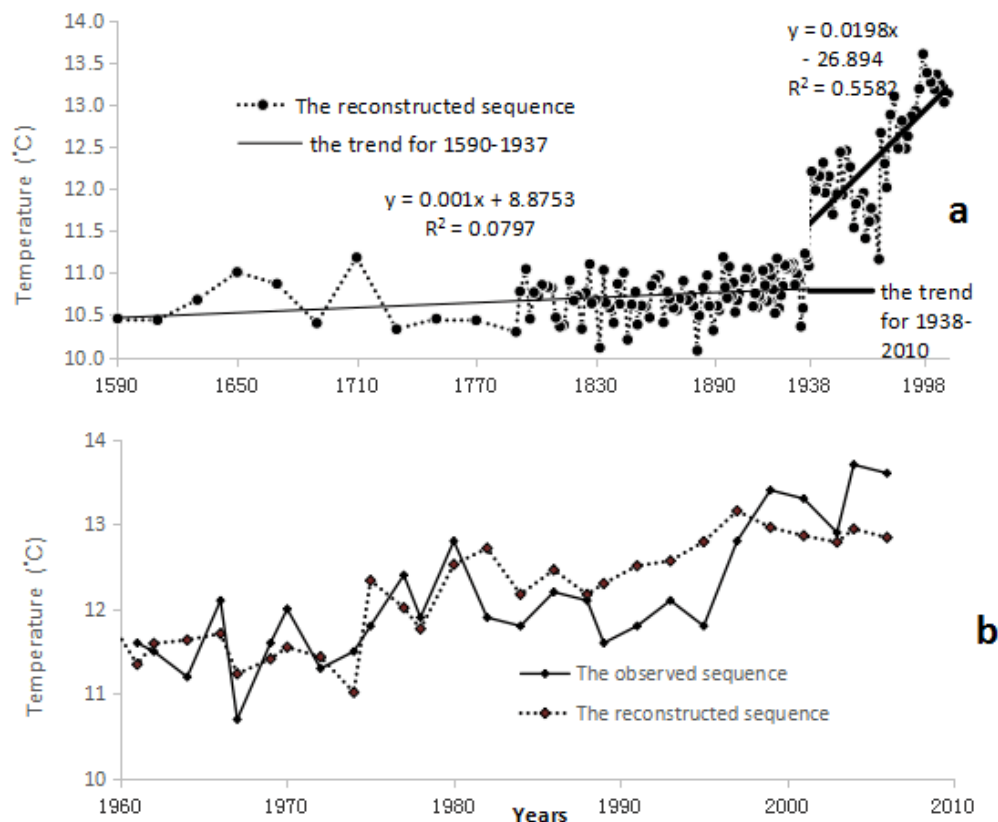 14.0
13.5
13.0
12.5
12.0
11.5
11.0
10.5
10.0
Temperature (℃)
y = 0.0198x
- 26.894
R² = 0.5582
The reconstructed sequence
the trend for 1590-1937
y = 0.001x + 8.8753
R² = 0.0797
a
the trend
for 1938-
2010
1590 1650 1710 1770 1830 1890 1938 1998
14
13
12
11
10
Temperature (℃)
b
The observed sequence
The reconstructed sequence
1960 1970 1980 1990 2000 2010
Years